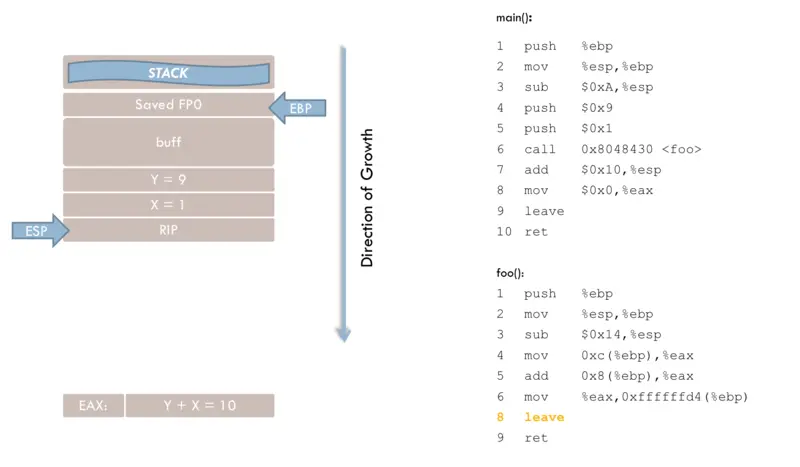 STACK
Saved FP0
EBP
buff
Y = 9
X = 1
ESP
RIP
Direction of Growth
EAX:
Y + X = 10
main():
1 push %ebp
2 mov %esp,%ebp
3 sub $0xA,%esp
4 push $0x9
5 push $0x1
6 call 0x8048430 <foo>
7 add $0x10,%esp
8 mov $0x0,%eax
9 leave
10 ret
foo():
1 push %ebp
2 mov %esp,%ebp
3 sub $0x14,%esp
4 mov 0xc(%ebp),%eax
5 add 0x8(%ebp),%eax
6 mov %eax,0xffffffd4(%ebp)
8 leave
9 ret